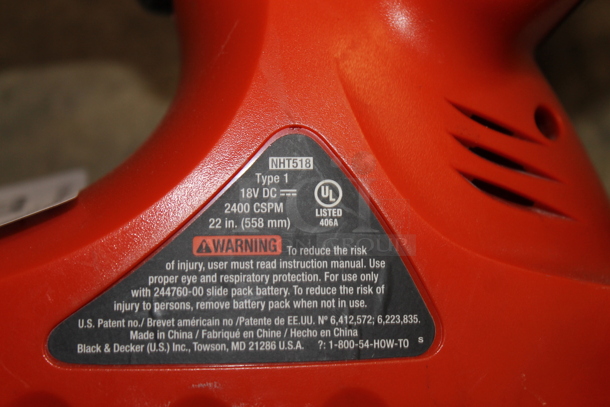 NHT518
Type 1
18V DC
2400 CSPM
22 in. (558 mm)
UL
LISTED
406A
WARNING To reduce the risk
of injury, user must read instruction manual. Use
proper eye and respiratory protection. For use only
with 244760-00 slide pack battery. To reduce the risk of
injury to persons, remove battery pack when not in use.
U.S. Patent no./ Brevet américain no /Patente de EE.UU. Nº 6,412,572; 6,223,835.
Made in China / Fabriqué en Chine / Hecho en China
Black & Decker (U.S.) Inc., Towson, MD 21286 U.S.A. ?: 1-800-54-HOW-TO s
GROUP